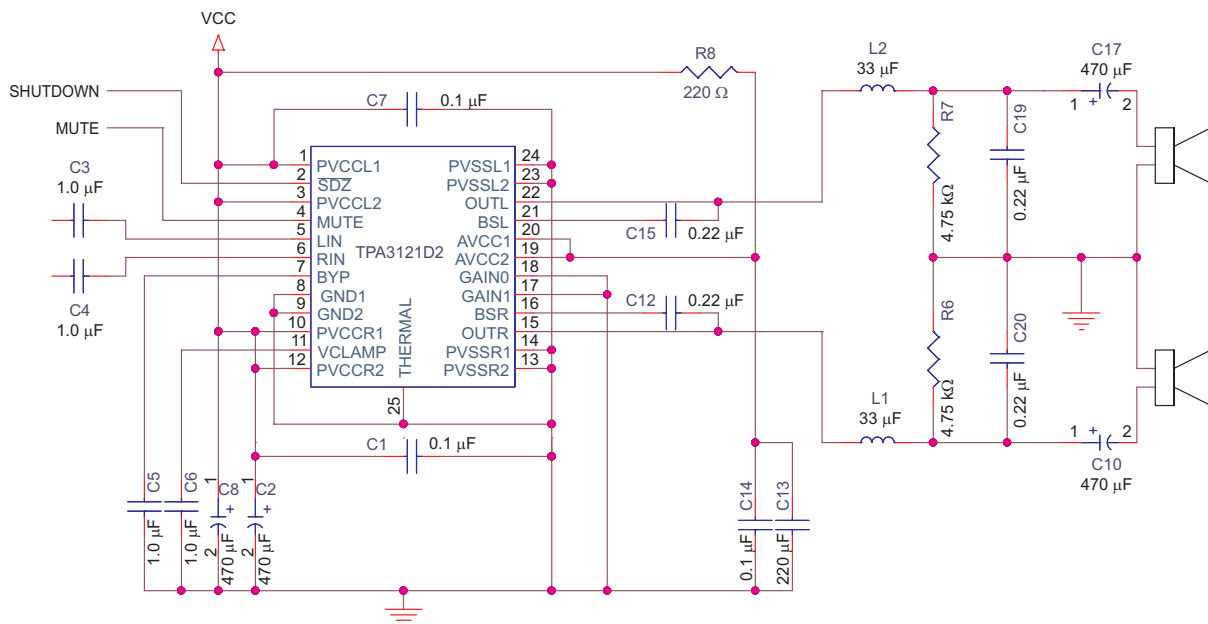 VCC
SHUTDOWN
MUTE
C3
1.0 µF
C4
1.0 µF
C7
0.1 µF
R8
220 Ω
L2
33 µF
C17
470 µF
1
+
2
R7
4.75 kΩ
C19
0.22 µF
1
2
3
4
5
6
7
8
9
10
11
12
PVCCL1
SDZ
PVCCL2
MUTE
LIN
RIN
BYP
GND1
GND2
PVCCR1
VCLAMP
PVCCR2
TPA3121D2
THERMAL
25
PVSSL1
PVSSL2
OUTL
BSL
AVCC1
AVCC2
GAIN0
GAIN1
BSR
OUTR
PVSSR1
PVSSR2
24
23
22
21
20
19
18
17
16
15
14
13
C15
0.22 µF
C12
0.22 µF
R6
4.75 kΩ
C20
0.22 µF
L1
33 µF
1
+
2
C10
470 µF
C1
0.1 µF
C5
1.0 µF
C6
1.0 µF
1
C8
+
2
470 µF
1
C2
+
2
470 µF
C14
0.1 µF
C13
220 µF